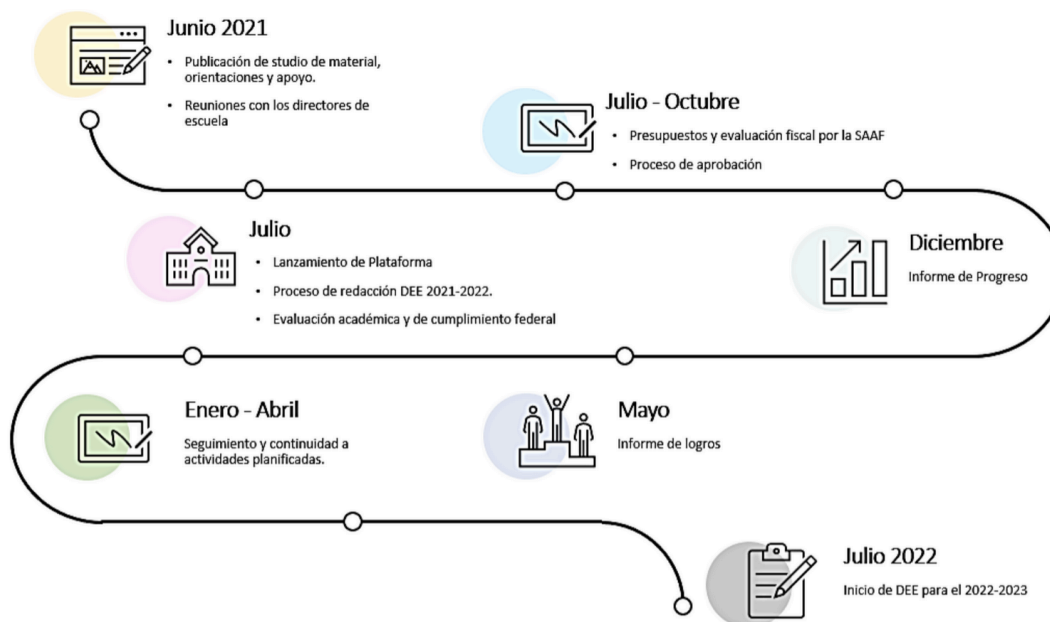 Junio 2021
• Publicación de studio de material,
orientaciones y apoyo.
• Reuniones con los directores de
escuela
Julio - Octubre
• Presupuestos y evaluación fiscal por la SAAF
• Proceso de aprobación
Julio
• Lanzamiento de Plataforma
• Proceso de redacción DEE 2021-2022.
• Evaluación académica y de cumplimiento federal
Diciembre
Informe de Progreso
Enero - Abril
Seguimiento y continuidad a
actividades planificadas.
Mayo
Informe de logros
Julio 2022
Inicio de DEE para el 2022-2023